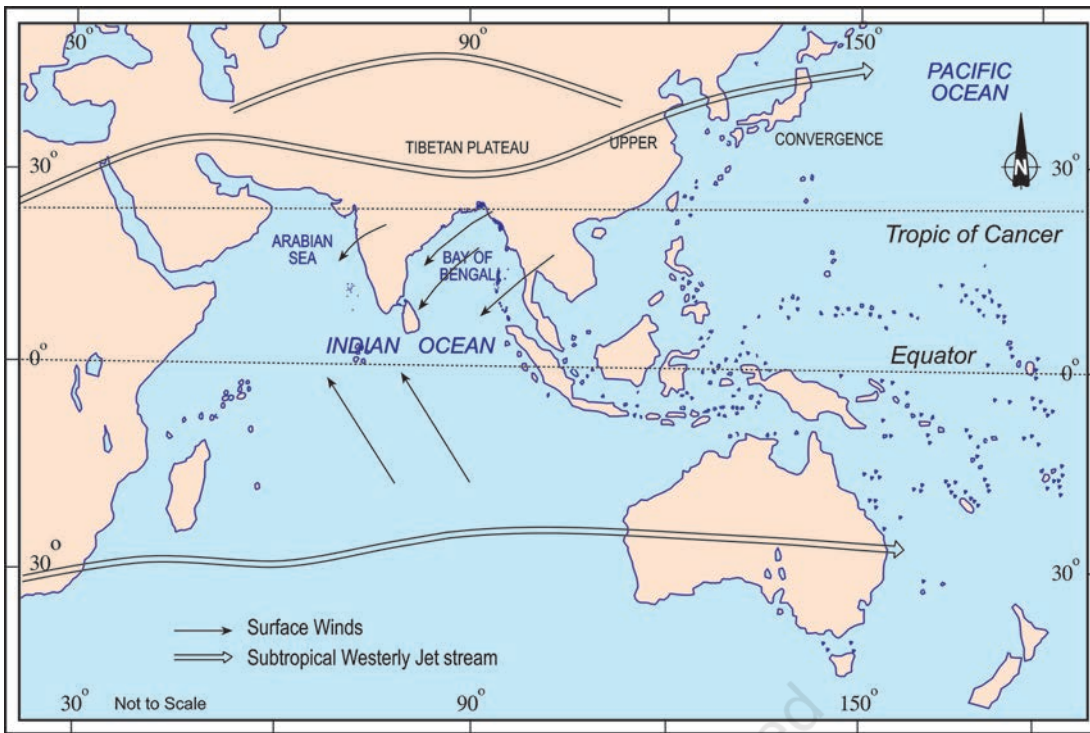 30°
90°
150°
PACIFIC
OCEAN
TIBETAN PLATEAU
UPPER
CONVERGENCE
N
30°
30°
ARABIAN
SEA
BAY OF
BENGAL
Tropic of Cancer
INDIAN OCEAN
Equator
0°
0°
30°
30°
Surface Winds
Subtropical Westerly Jet stream
30°
Not to Scale
90°
150°